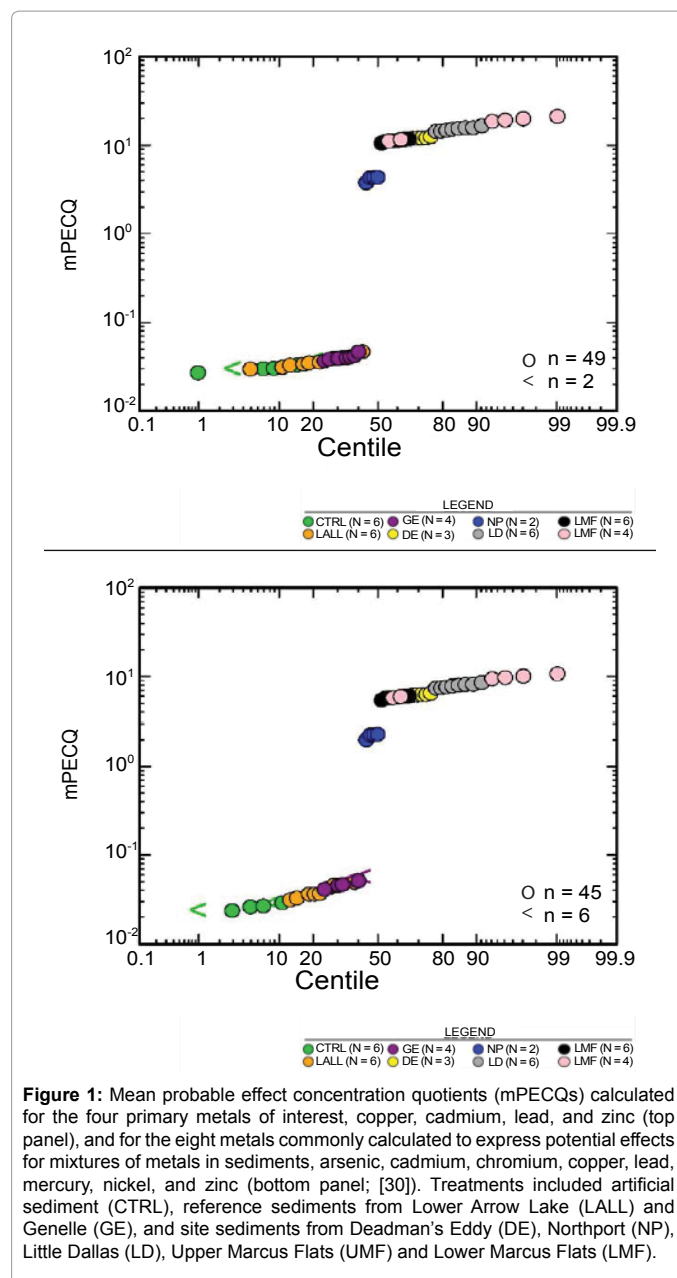 10²
10¹
10⁰
10⁻¹
10⁻²
mPECQ
<
O n = 49
< n = 2
0.1 1 10 20 50 80 90 99 99.9
Centile
LEGEND
CTRL (N = 6) GE (N = 4) NP (N = 2) LMF (N = 6)
LALL (N = 6) DE (N = 3) LD (N = 6) LMF (N = 4)
10²
10¹
10⁰
10⁻¹
10⁻²
mPECQ
<
<
O n = 45
< n = 6
0.1 1 10 20 50 80 90 99 99.9
Centile
LEGEND
CTRL (N = 6) GE (N = 4) NP (N = 2) LMF (N = 6)
LALL (N = 6) DE (N = 3) LD (N = 6) LMF (N = 4)
Figure 1: Mean probable effect concentration quotients (mPECQs) calculated
for the four primary metals of interest, copper, cadmium, lead, and zinc (top
panel), and for the eight metals commonly calculated to express potential effects
for mixtures of metals in sediments, arsenic, cadmium, chromium, copper, lead,
mercury, nickel, and zinc (bottom panel; [30]). Treatments included artificial
sediment (CTRL), reference sediments from Lower Arrow Lake (LALL) and
Genelle (GE), and site sediments from Deadman's Eddy (DE), Northport (NP),
Little Dallas (LD), Upper Marcus Flats (UMF) and Lower Marcus Flats (LMF).